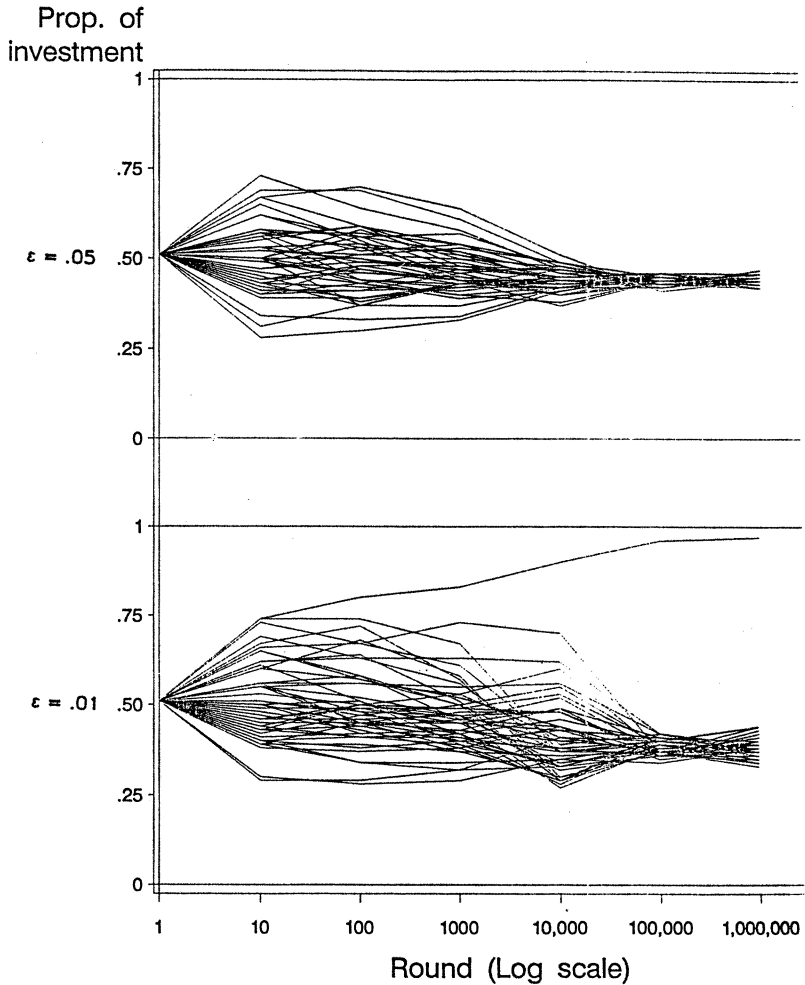 Prop. of
investment
1
.75
ε = .05 .50
.25
0
1
.75
ε = .01 .50
.25
0
1 10 100 1000 10,000 100,000 1,000,000
Round (Log scale)